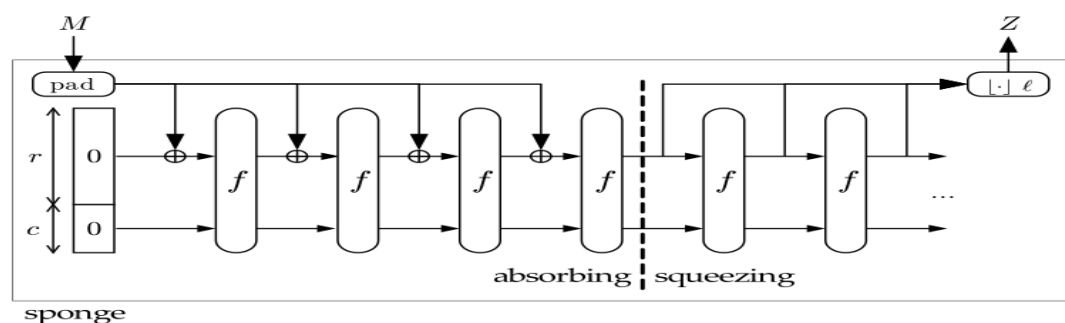 M Z
pad ⌊·⌋ ℓ
r 0 f f f f f f
c 0 ...
absorbing squeezing
sponge